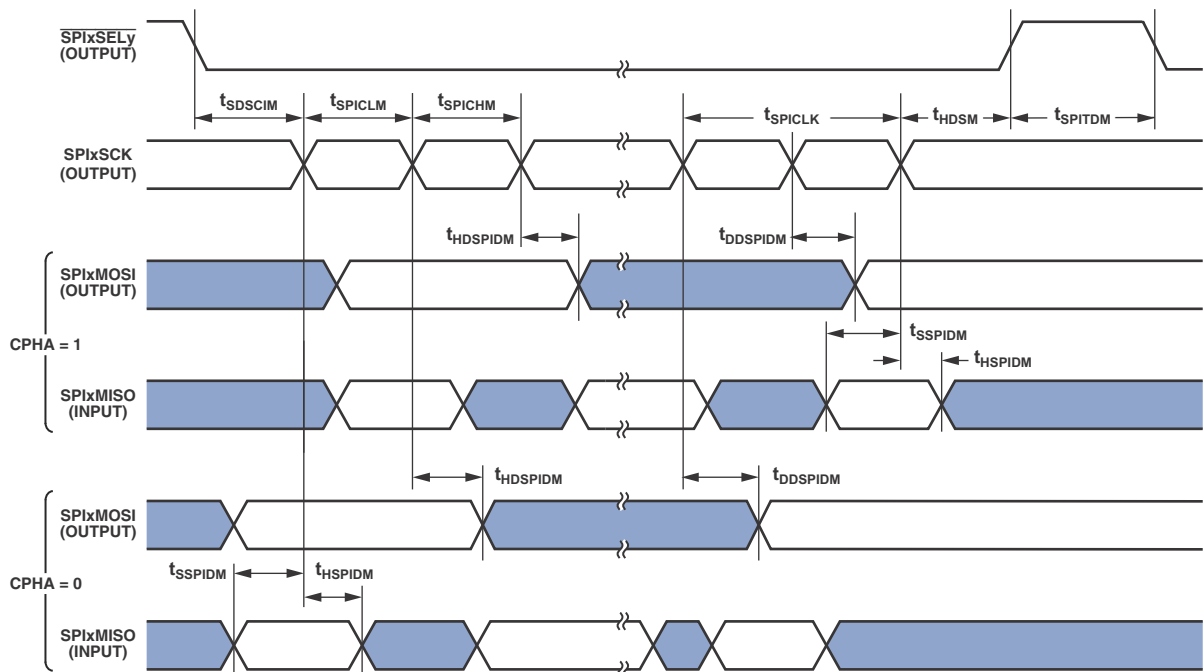 SPIxSELy
(OUTPUT)
tSDSCIM
tSPICLM
tSPICHM
tSPICLK
tHDSM
tSPITDM
SPIxSCK
(OUTPUT)
tHDSPIDM
tDDSPIDM
SPIxMOSI
(OUTPUT)
tSSPIDM
CPHA = 1
tHSPIDM
SPIxMISO
(INPUT)
tHDSPIDM
tDDSPIDM
SPIxMOSI
(OUTPUT)
tSSPIDM
tHSPIDM
CPHA = 0
SPIxMISO
(INPUT)